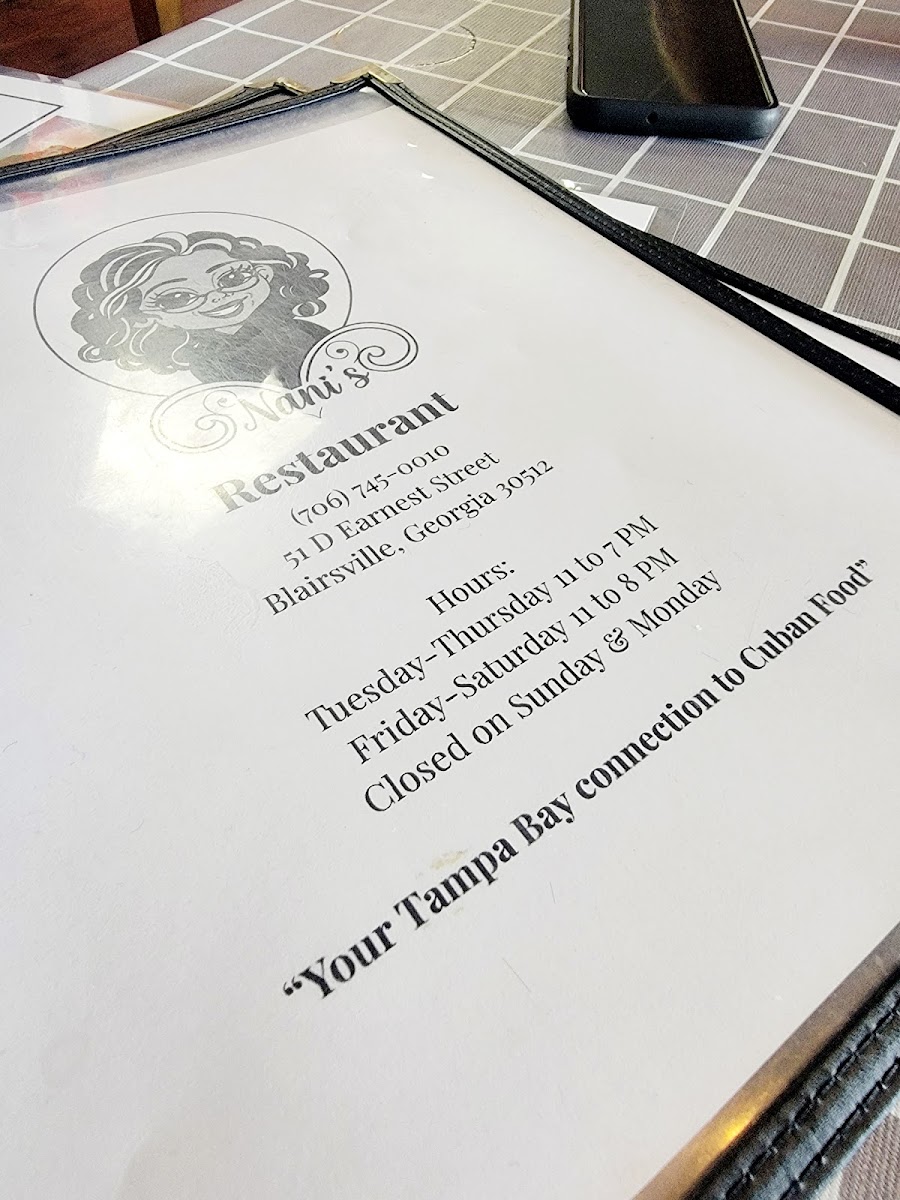 Nani's
Restaurant
(706) 745-0010
51 D Earnest Street
Blairsville, Georgia 30512
Hours:
Tuesday-Thursday 11 to 7 PM
Friday-Saturday 11 to 8 PM
Closed on Sunday & Monday
“Your Tampa Bay connection to Cuban Food”